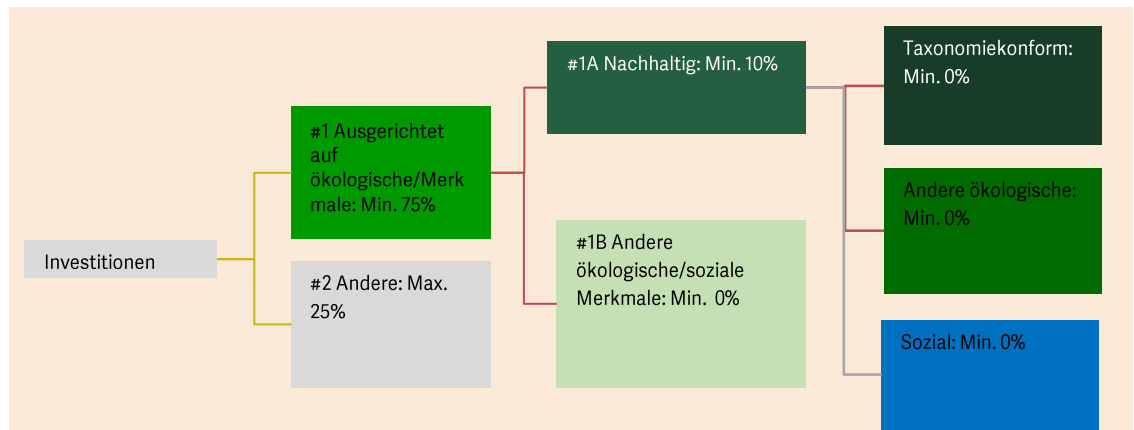 Investitionen
#1 Ausgerichtet
auf
ökologische/Merk
male: Min. 75%
#2 Andere: Max.
25%
#1A Nachhaltig: Min. 10%
#1B Andere
ökologische/soziale
Merkmale: Min.  0%
Taxonomiekonform:
Min. 0%
Andere ökologische:
Min. 0%
Sozial: Min. 0%